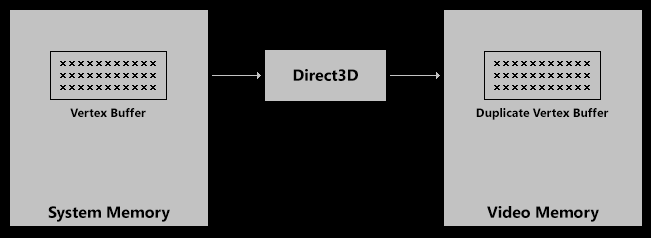 Vertex Buffer
System Memory
Direct3D
Duplicate Vertex Buffer
Video Memory